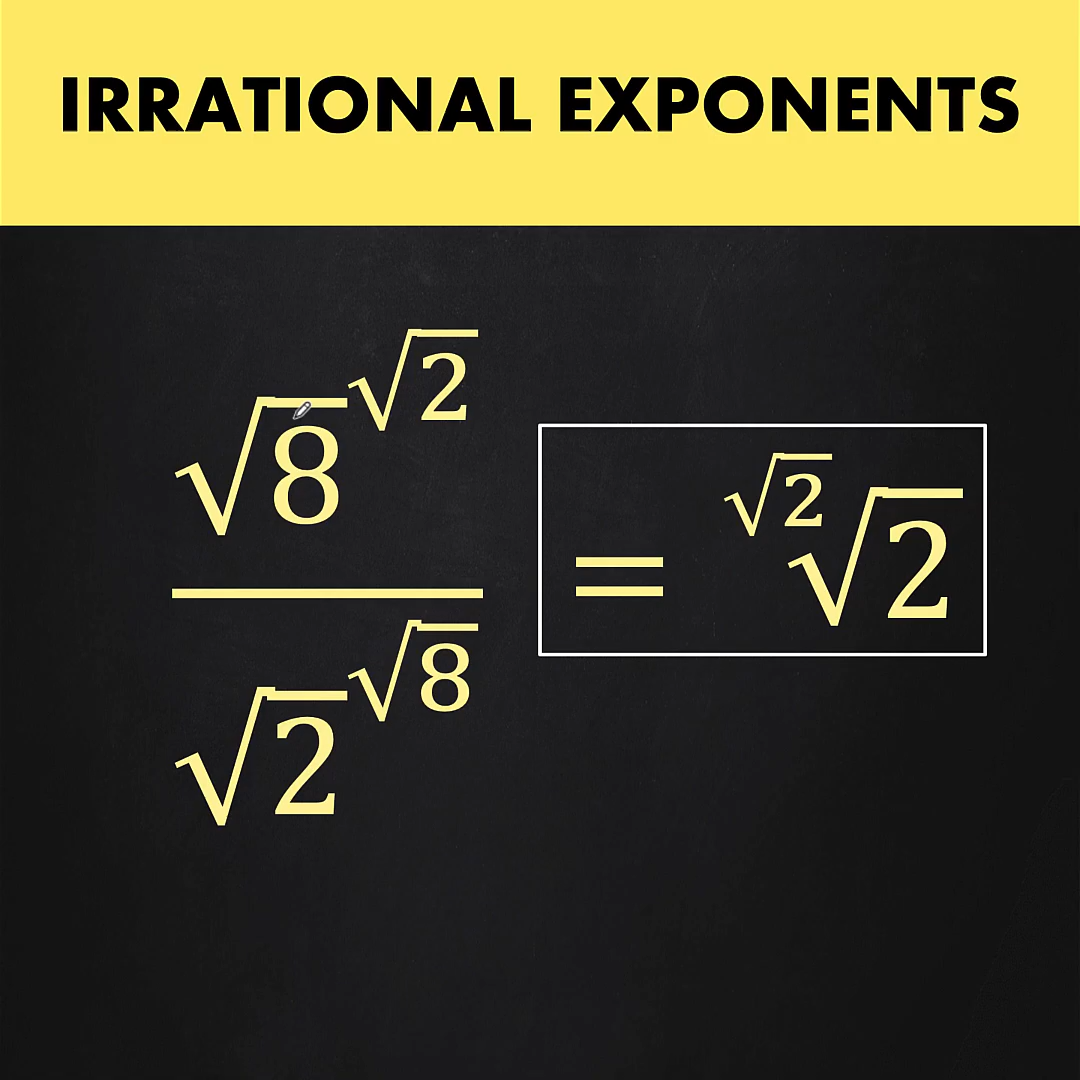 IRRATIONAL EXPONENTS
√8^√2
/
√2^√8
= ^√2√2